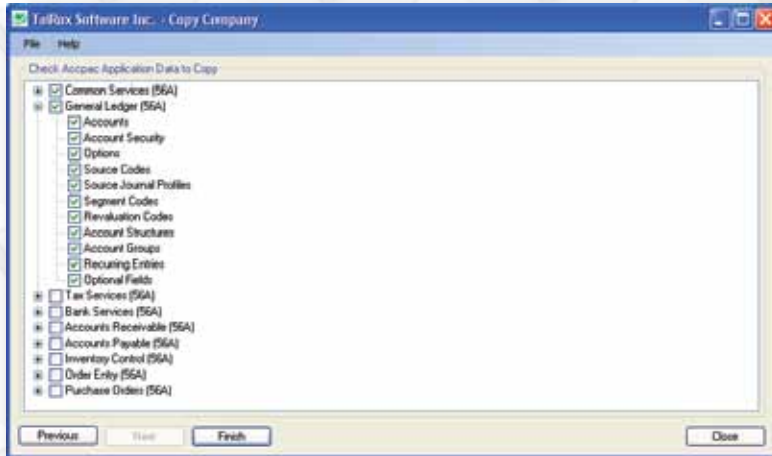 TaiRox Software Inc. - Copy Company
File Help
Check Accpac Application Data to Copy
Common Services (56A)
General Ledger (56A)
Accounts
Account Security
Options
Source Codes
Source Journal Profiles
Segment Codes
Revaluation Codes
Account Structures
Account Groups
Recurring Entries
Optional Fields
Tax Services (56A)
Bank Services (56A)
Accounts Receivable (56A)
Accounts Payable (56A)
Inventory Control (56A)
Order Entry (56A)
Purchase Orders (56A)
Previous Next Finish Close